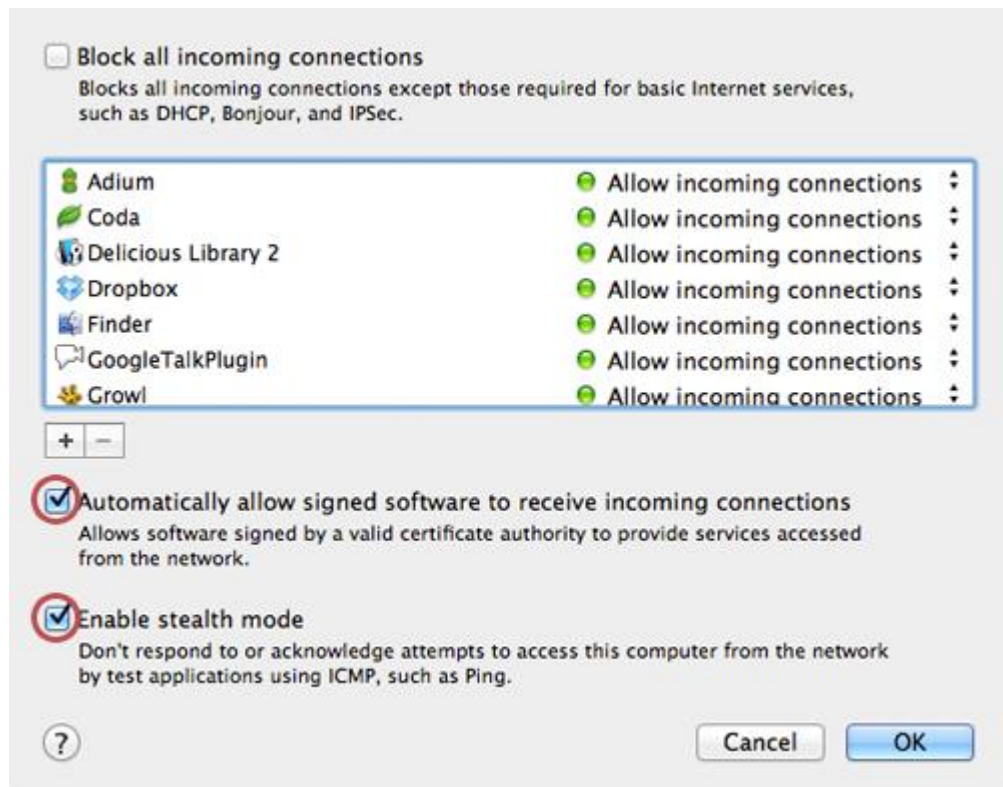 Block all incoming connections
Blocks all incoming connections except those required for basic Internet services,
such as DHCP, Bonjour, and IPSec.
Adium Allow incoming connections
Coda Allow incoming connections
Delicious Library 2 Allow incoming connections
Dropbox Allow incoming connections
Finder Allow incoming connections
GoogleTalkPlugin Allow incoming connections
Growl Allow incoming connections
+ −
Automatically allow signed software to receive incoming connections
Allows software signed by a valid certificate authority to provide services accessed
from the network.
Enable stealth mode
Don't respond to or acknowledge attempts to access this computer from the network
by test applications using ICMP, such as Ping.
? Cancel OK